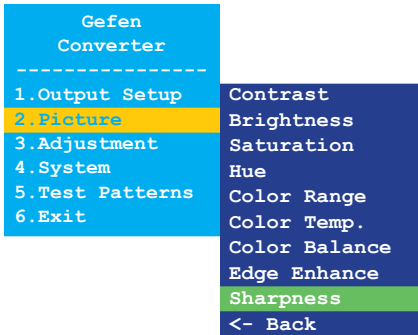 Gefen
Converter
----------------
1.Output Setup
2.Picture
3.Adjustment
4.System
5.Test Patterns
6.Exit
Contrast
Brightness
Saturation
Hue
Color Range
Color Temp.
Color Balance
Edge Enhance
Sharpness
<- Back